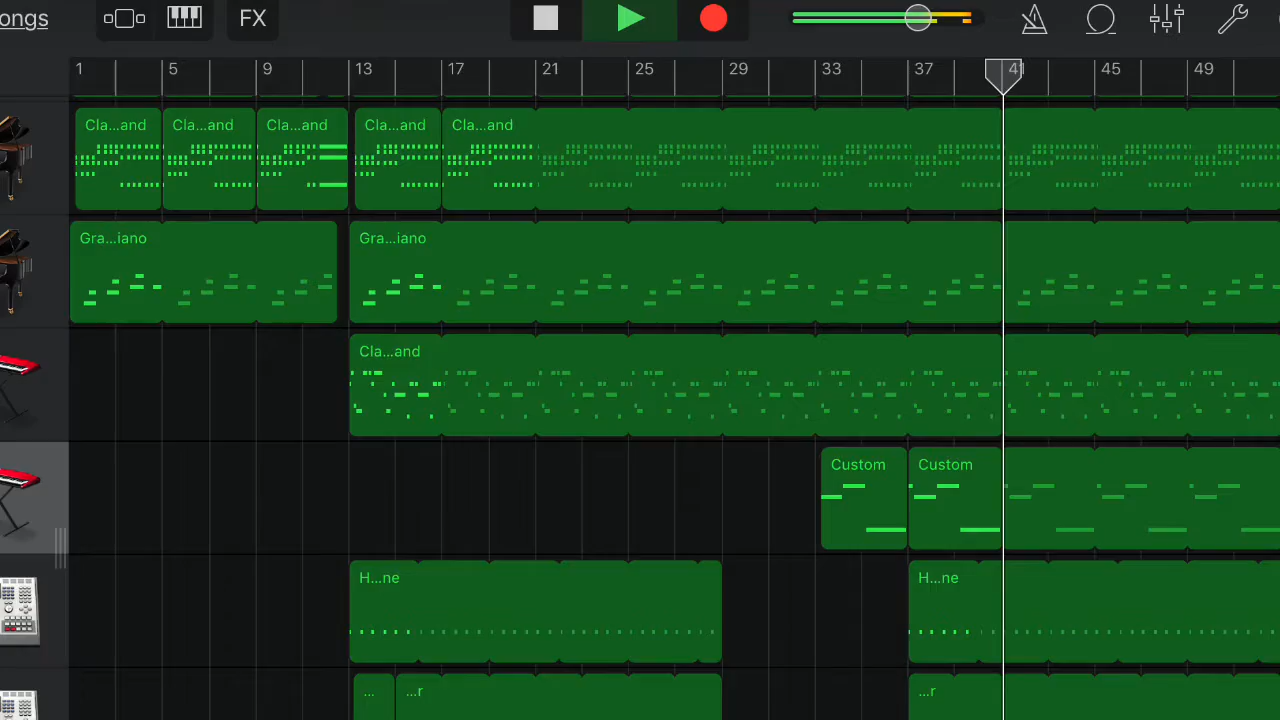 ongs FX
1 5 9 13 17 21 25 29 33 37 41 45 49
Cla...and Cla...and Cla...and Cla...and Cla...and
Gra...iano Gra...iano
Cla...and
Custom Custom
H...ne H...ne
... ...r ...r